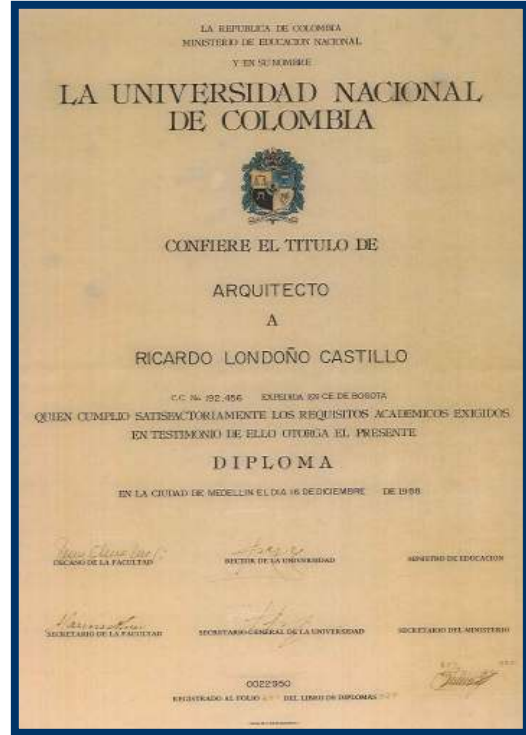 LA REPUBLICA DE COLOMBIA
MINISTERIO DE EDUCACION NACIONAL
Y EN SU NOMBRE
LA UNIVERSIDAD NACIONAL
DE COLOMBIA
CONFIERE EL TITULO DE
ARQUITECTO
A
RICARDO LONDOÑO CASTILLO
C.C. No. 192.456 EXPEDIDA EN CE. DE BOGOTA
QUIEN CUMPLIO SATISFACTORIAMENTE LOS REQUISITOS ACADEMICOS EXIGIDOS
EN TESTIMONIO DE ELLO OTORGA EL PRESENTE
DIPLOMA
EN LA CIUDAD DE MEDELLIN EL DIA 16 DE DICIEMBRE DE 1988
DECANO DE LA FACULTAD RECTOR DE LA UNIVERSIDAD MINISTRO DE EDUCACION
SECRETARIO DE LA FACULTAD SECRETARIO GENERAL DE LA UNIVERSIDAD SECRETARIO DEL MINISTERIO
0022950
REGISTRADO AL FOLIO DEL LIBRO DE DIPLOMAS